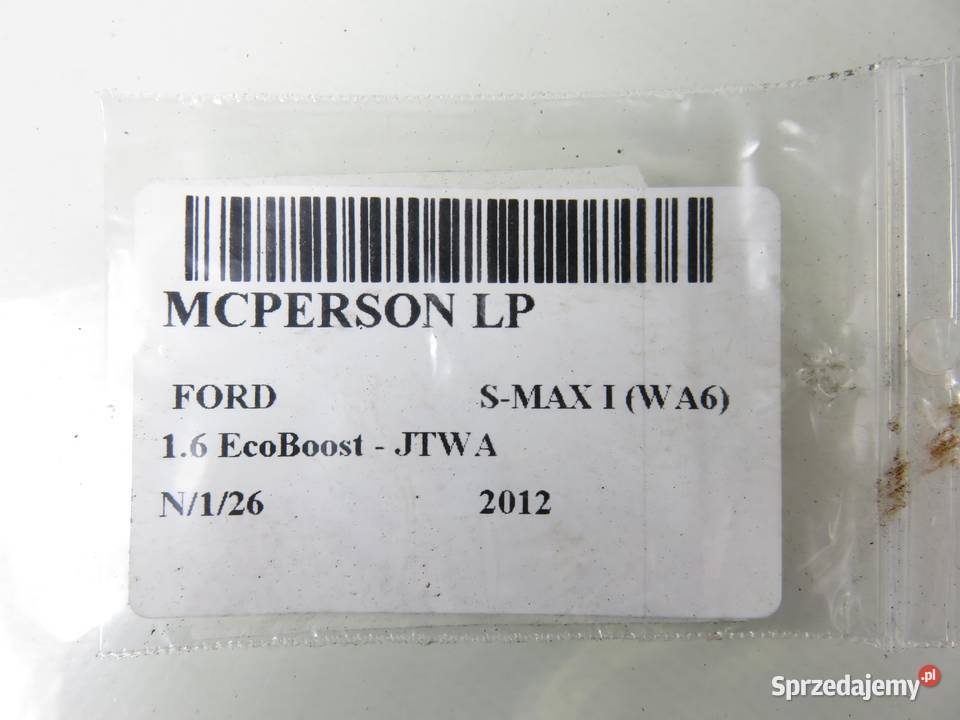 MCPERSON LP
FORD S-MAX I (WA6)
1.6 EcoBoost - JTWA
N/1/26 2012
Sprzedajemy.pl